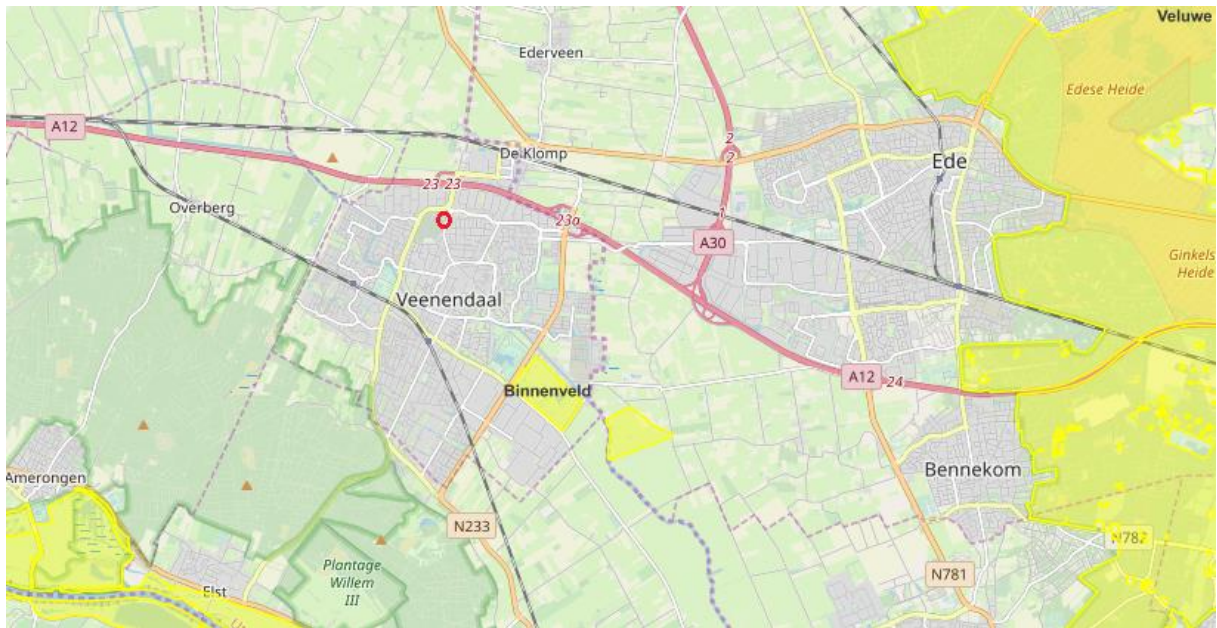 Veluwe
Ederveen
Edese Heide
A12
2
2
De Klomp
Ede
23 23
Overberg
1
23a
A30
Ginkels
Heide
Veenendaal
A12
24
Binnenveld
Amerongen
Bennekom
N233
N782
Plantage
Willem
III
N781
Elst